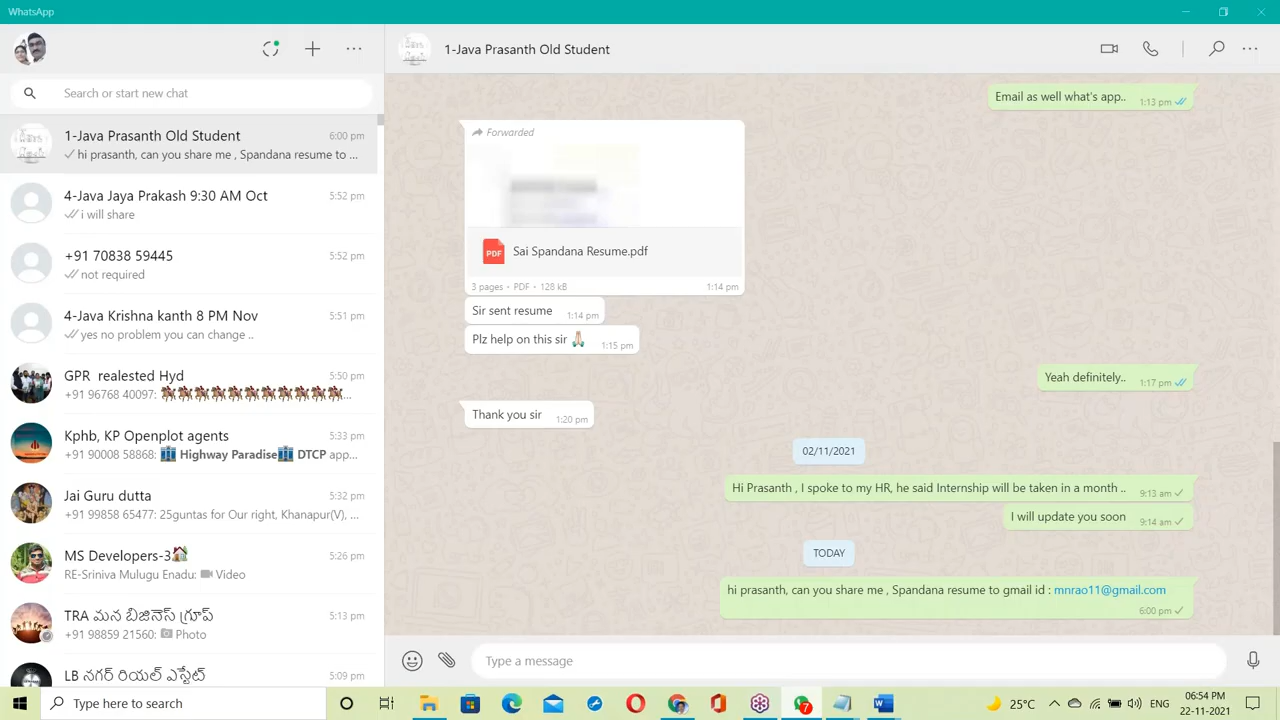 WhatsApp
1-Java Prasanth Old Student
Search or start new chat
1-Java Prasanth Old Student
6:00 pm
hi prasanth, can you share me , Spandana resume to ...
4-Java Jaya Prakash 9:30 AM Oct
5:52 pm
i will share
+91 70838 59445
5:52 pm
not required
4-Java Krishna kanth 8 PM Nov
5:51 pm
yes no problem you can change ..
GPR realested Hyd
5:50 pm
+91 96768 40097: 🏇🏇🏇🏇🏇🏇🏇🏇🏇🏇...
Kphb, KP Openplot agents
5:33 pm
+91 90008 58868: Highway Paradise DTCP app...
Jai Guru dutta
5:32 pm
+91 99858 65477: 25guntas for Our right, Khanapur(V), ...
MS Developers-3🏠
5:26 pm
RE-Sriniva Mulugu Enadu: Video
TRA మన బిజినెస్ గ్రూప్
5:13 pm
+91 98859 21560: Photo
LB నగర్ రియల్ ఎస్టేట్
5:09 pm
Email as well what's app..
1:13 pm
Forwarded
PDF
Sai Spandana Resume.pdf
3 pages • PDF • 128 kB
1:14 pm
Sir sent resume
1:14 pm
Plz help on this sir 🙏🏻
1:15 pm
Yeah definitely..
1:17 pm
Thank you sir
1:20 pm
02/11/2021
Hi Prasanth , I spoke to my HR, he said Internship will be taken in a month ..
9:13 am
I will update you soon
9:14 am
TODAY
hi prasanth, can you share me , Spandana resume to gmail id : mnrao11@gmail.com
6:00 pm
Type a message
Type here to search
7
25°C
ENG
06:54 PM
22-11-2021